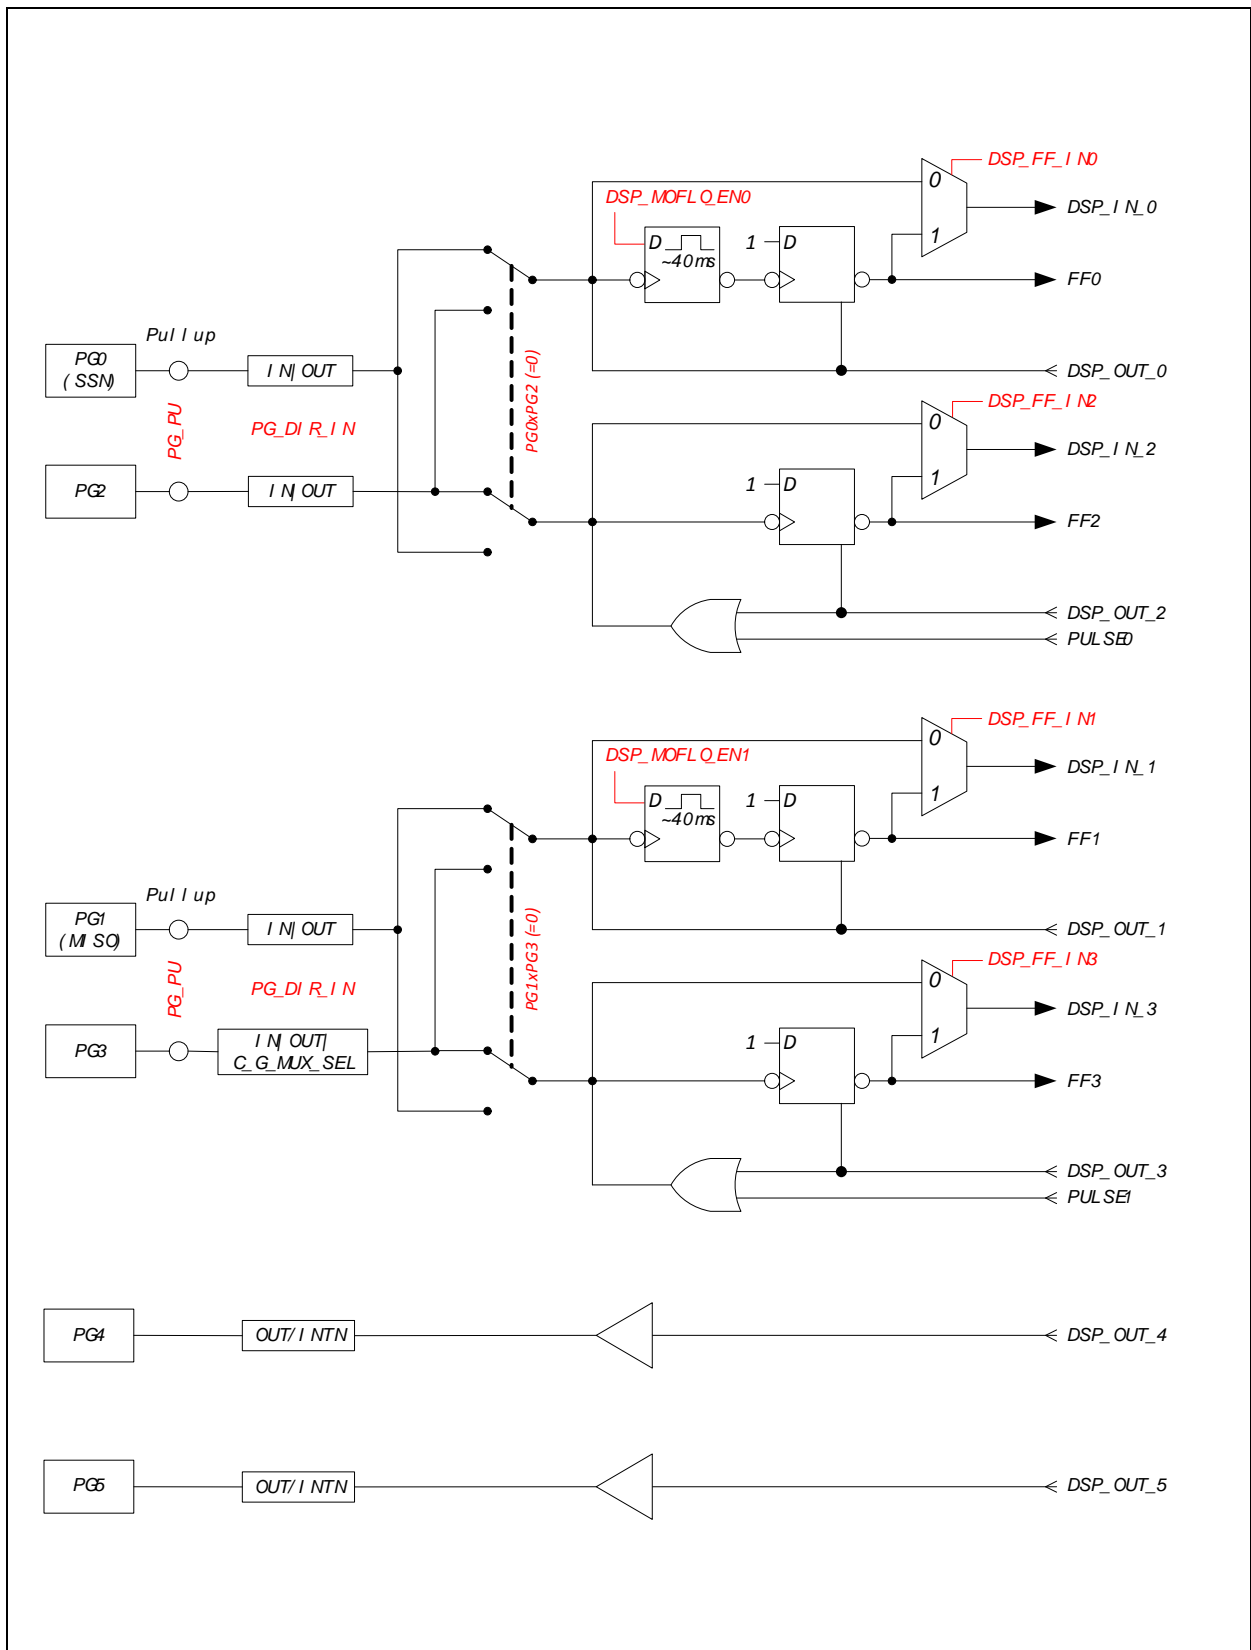 DSP_FF_IN0
0
DSP_MOFLO_EN0
DSP_IN_0
1
D
~40ms
1
D
FF0
Pull up
PG0
(SSN)
IN|OUT
PG0xPG2 (=0)
DSP_OUT_0
DSP_FF_IN2
PG_PU
PG_DIR_IN
0
DSP_IN_2
PG2
IN|OUT
1
D
1
FF2
DSP_OUT_2
PULSE0
DSP_FF_IN1
0
DSP_MOFLO_EN1
DSP_IN_1
1
D
~40ms
1
D
FF1
Pull up
PG1
(MISO)
IN|OUT
PG1xPG3 (=0)
DSP_OUT_1
DSP_FF_IN3
PG_PU
PG_DIR_IN
0
DSP_IN_3
PG3
IN|OUT|
C_G_MUX_SEL
1
D
1
FF3
DSP_OUT_3
PULSE1
PG4
OUT/INTN
DSP_OUT_4
PG5
OUT/INTN
DSP_OUT_5